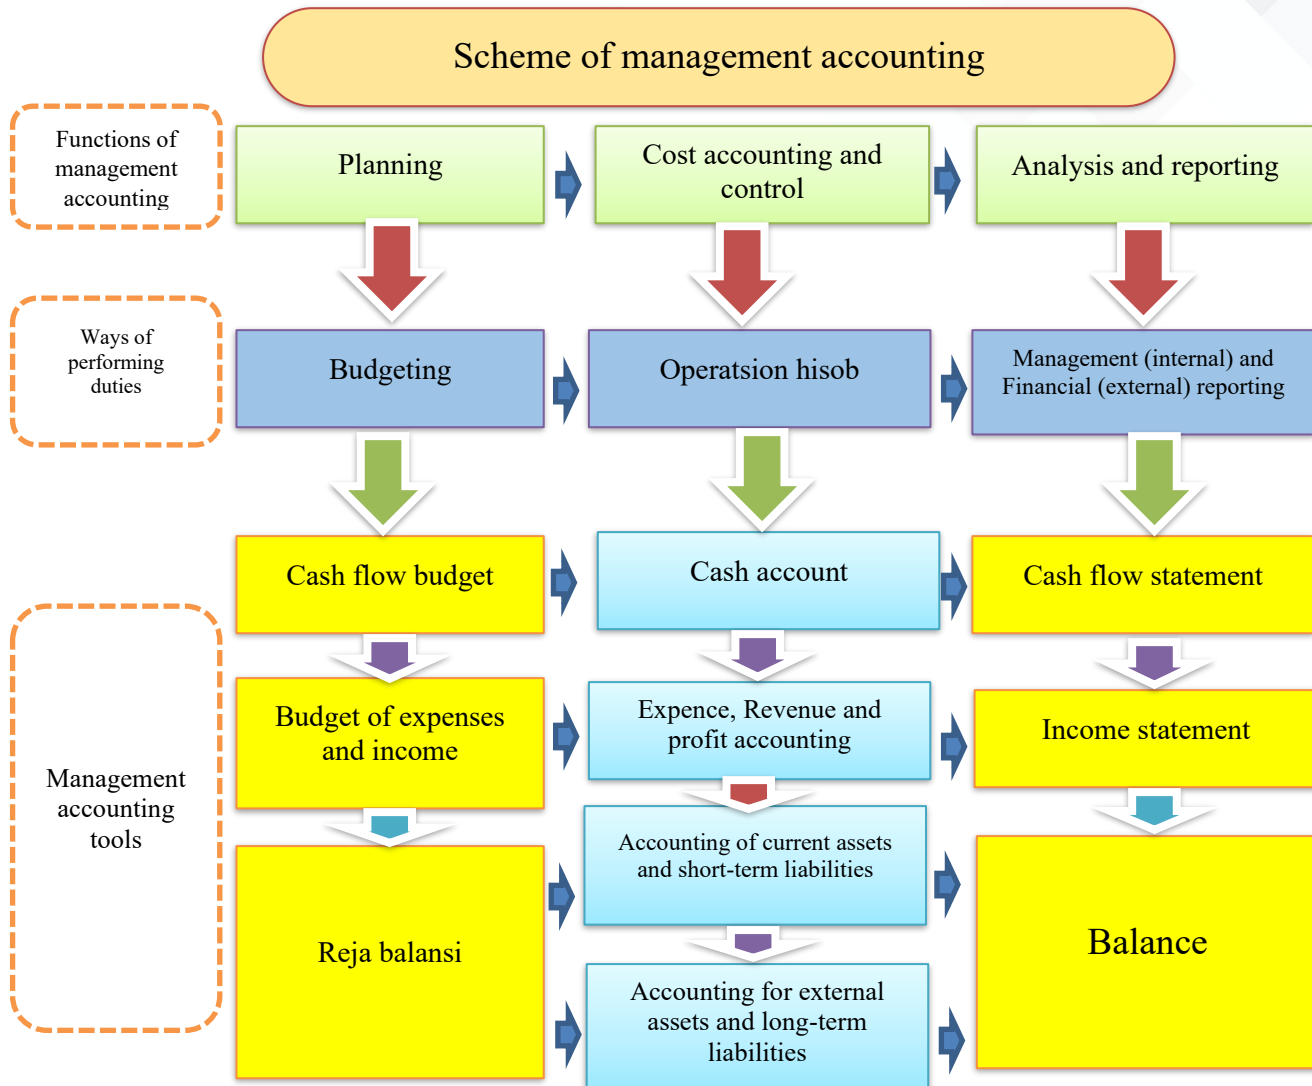 Scheme of management accounting
Functions of
management
accounting
Planning
Cost accounting and
control
Analysis and reporting
Ways of
performing
duties
Budgeting
Operatsion hisob
Management (internal) and
Financial (external) reporting
Cash flow budget
Cash account
Cash flow statement
Management
accounting
tools
Budget of expenses
and income
Expence, Revenue and
profit accounting
Income statement
Accounting of current assets
and short-term liabilities
Reja balansi
Balance
Accounting for external
assets and long-term
liabilities